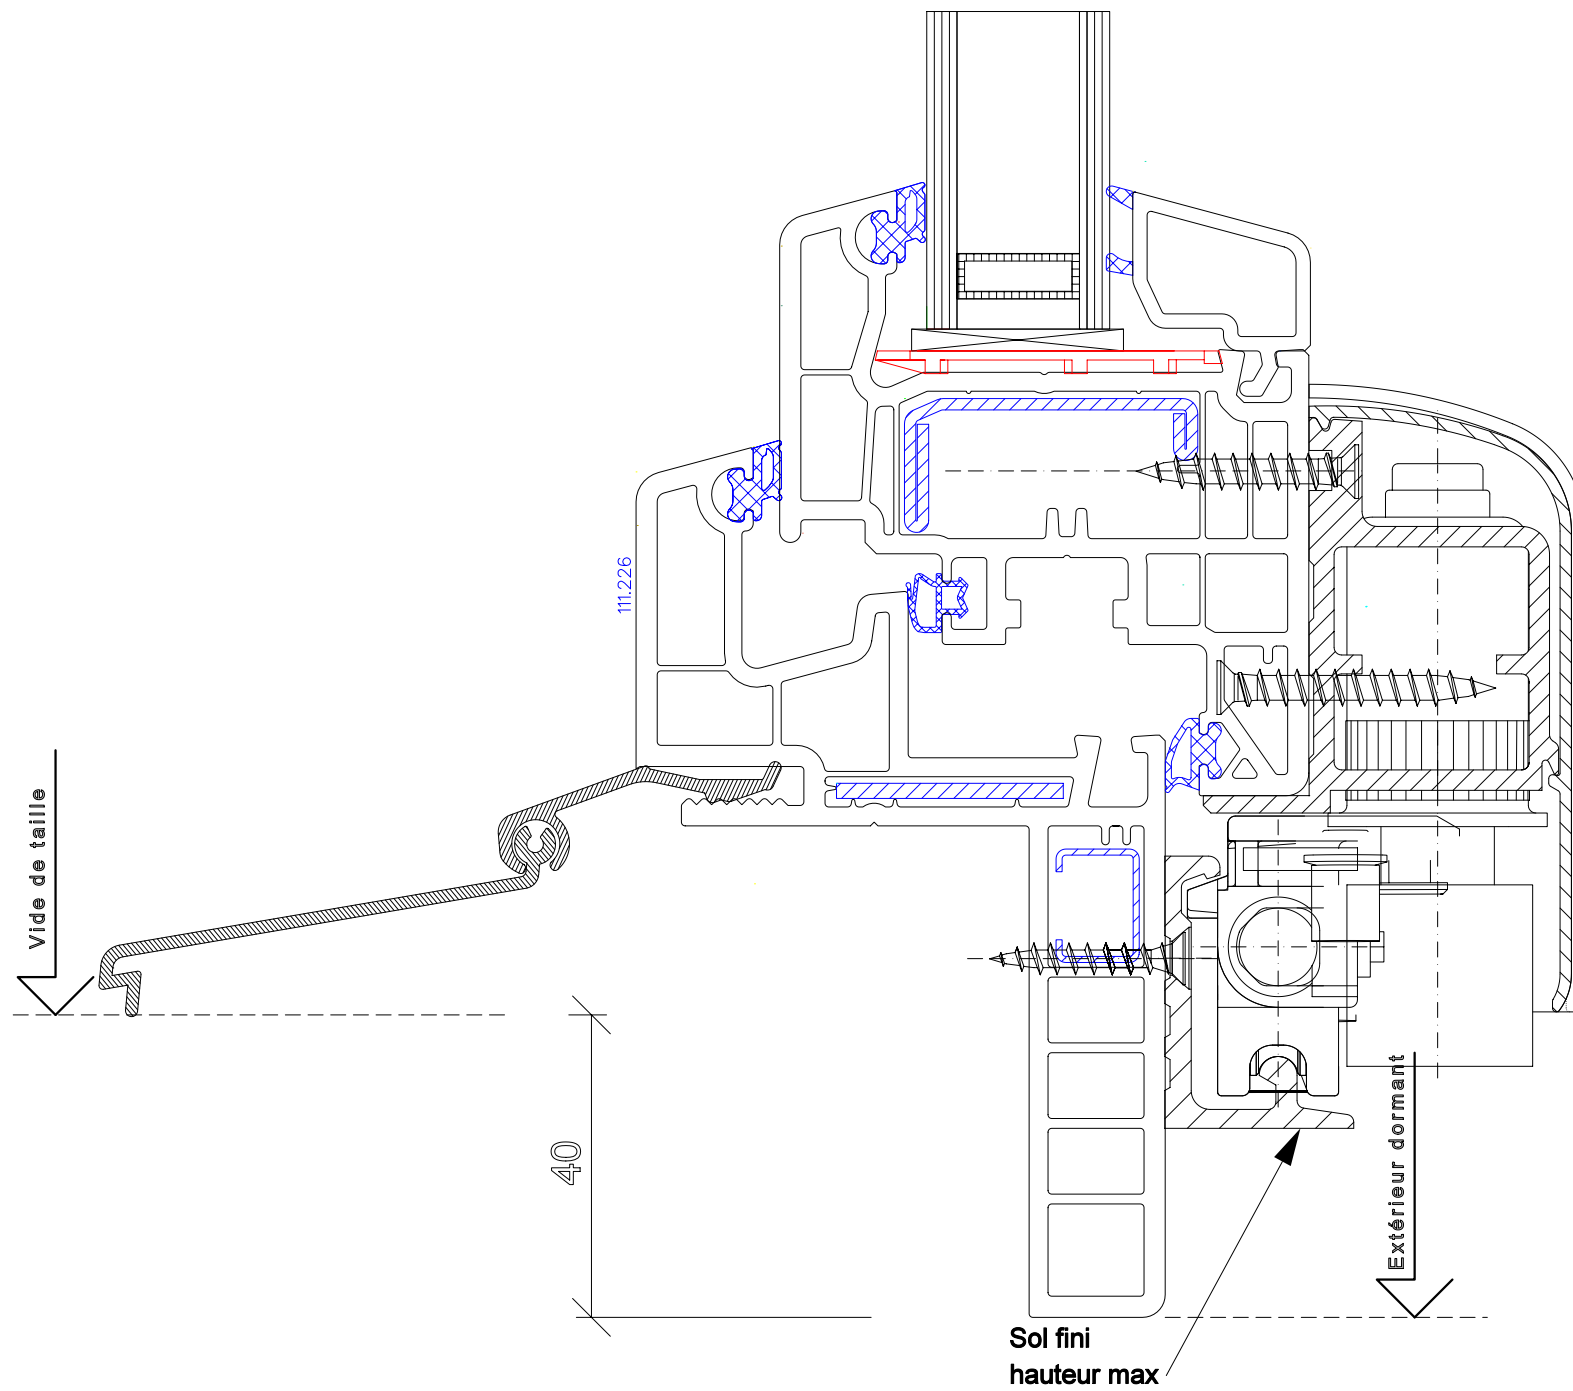 111.226
Vide de taille
40
Extérieur dormant
Sol fini
hauteur max